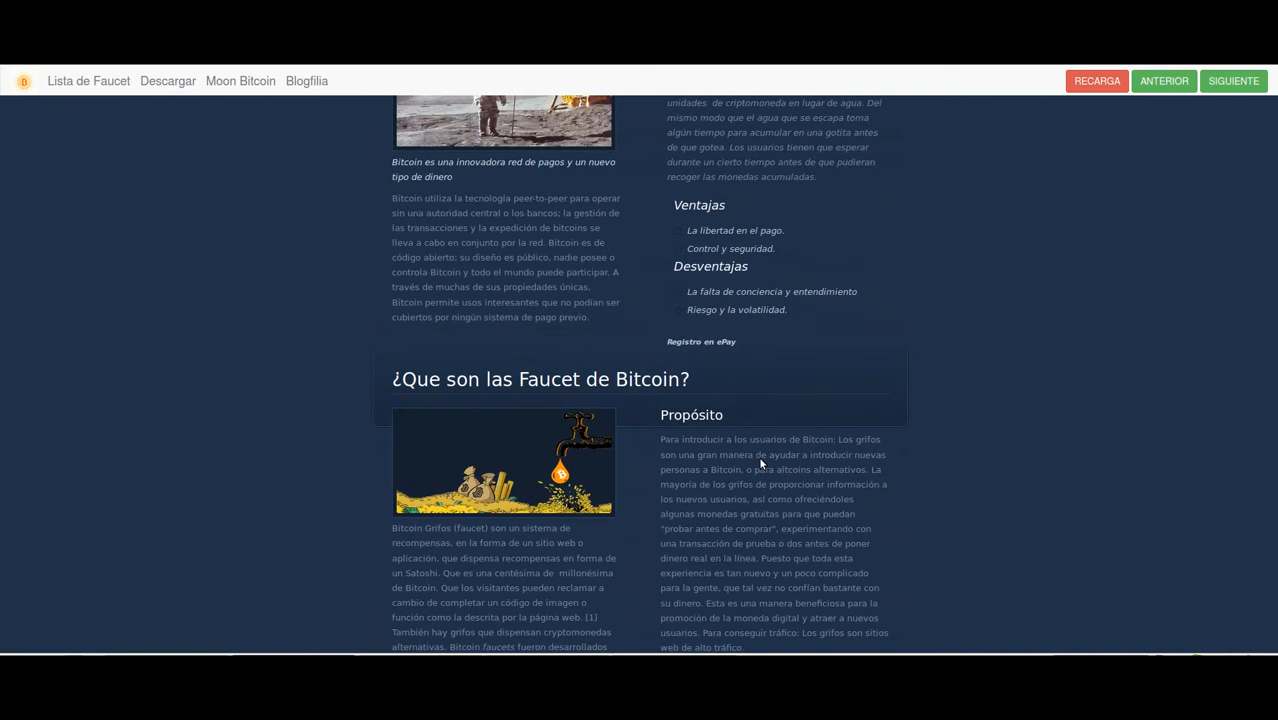 Lista de Faucet Descargar Moon Bitcoin Blogfilia RECARGA ANTERIOR SIGUIENTE
Bitcoin es una innovadora red de pagos y un nuevo
tipo de dinero
Bitcoin utiliza la tecnología peer-to-peer para operar
sin una autoridad central o los bancos; la gestión de
las transacciones y la expedición de bitcoins se
lleva a cabo en conjunto por la red. Bitcoin es de
código abierto; su diseño es público, nadie posee o
controla Bitcoin y todo el mundo puede participar. A
través de muchas de sus propiedades únicas,
Bitcoin permite usos interesantes que no podían ser
cubiertos por ningún sistema de pago previo.
unidades de criptomoneda en lugar de agua. Del
mismo modo que el agua que se escapa toma
algún tiempo para acumular en una gotita antes
de que gotea. Los usuarios tienen que esperar
durante un cierto tiempo antes de que pudieran
recoger las monedas acumuladas.
Ventajas
La libertad en el pago.
Control y seguridad.
Desventajas
La falta de conciencia y entendimiento
Riesgo y la volatilidad.
Registro en ePay
¿Que son las Faucet de Bitcoin?
Bitcoin Grifos (faucet) son un sistema de
recompensas, en la forma de un sitio web o
aplicación, que dispensa recompensas en forma de
un Satoshi. Que es una centésima de millonésima
de Bitcoin. Que los visitantes pueden reclamar a
cambio de completar un código de imagen o
función como la descrita por la página web. [1]
También hay grifos que dispensan cryptomonedas
alternativas. Bitcoin faucets fueron desarrollados
Propósito
Para introducir a los usuarios de Bitcoin: Los grifos
son una gran manera de ayudar a introducir nuevas
personas a Bitcoin, o para altcoins alternativos. La
mayoría de los grifos de proporcionar información a
los nuevos usuarios, así como ofreciéndoles
algunas monedas gratuitas para que puedan
"probar antes de comprar", experimentando con
una transacción de prueba o dos antes de poner
dinero real en la línea. Puesto que toda esta
experiencia es tan nuevo y un poco complicado
para la gente, que tal vez no confían bastante con
su dinero. Esta es una manera beneficiosa para la
promoción de la moneda digital y atraer a nuevos
usuarios. Para conseguir tráfico: Los grifos son sitios
web de alto tráfico.